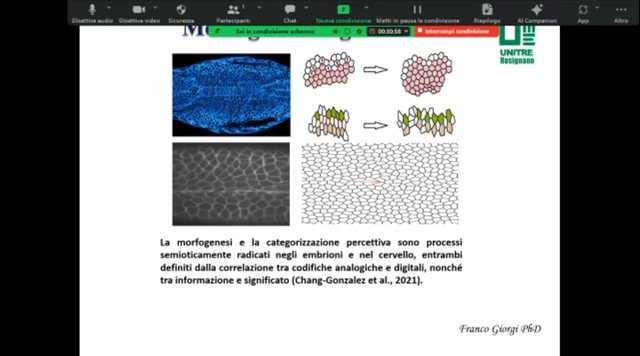 Disattiva audio
Disattiva video
Sicurezza
Partecipanti
Chat
Nuova condivisione
Metti in pausa la condivisione
Riepilogo
AI Companion
App
Altro
Sei in condivisione schermo
00:30:58
Interrompi condivisione
UNITRE
Rosignano
La morfogenesi e la categorizzazione percettiva sono processi
semioticamente radicati negli embrioni e nel cervello, entrambi
definiti dalla correlazione tra codifiche analogiche e digitali, nonché
tra informazione e significato (Chang-Gonzalez et al., 2021).
Franco Giorgi PhD